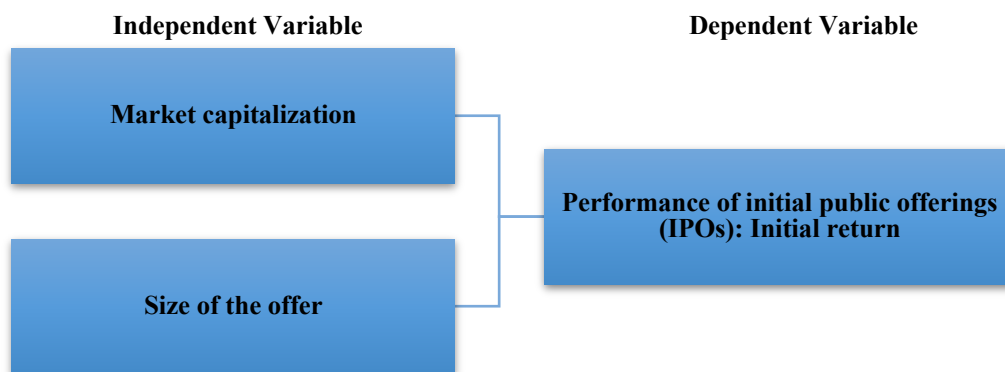 Independent Variable
Dependent Variable
Market capitalization
Performance of initial public offerings
(IPOs): Initial return
Size of the offer